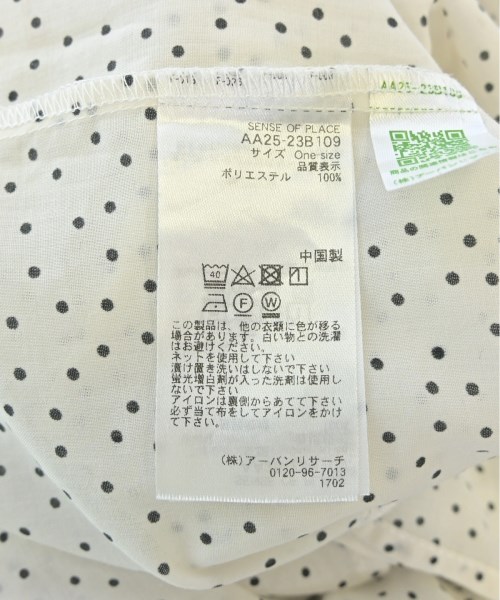 SENSE OF PLACE
AA25-23B109
サイズ One size
品質表示
ポリエステル 100%
中国製
40
F W
この製品は、他の衣類に色が移る
場合があります。白い物との洗濯
はお避けください。
ネットを使用して下さい
漬け置き洗いはしないで下さい
蛍光増白剤が入った洗剤は使用し
ないで下さい
アイロンは裏側からあてて下さい
必ず当て布をしてアイロンをかけ
て下さい。
(株)アーバンリサーチ
0120-96-7013
1702
AA25-23B109